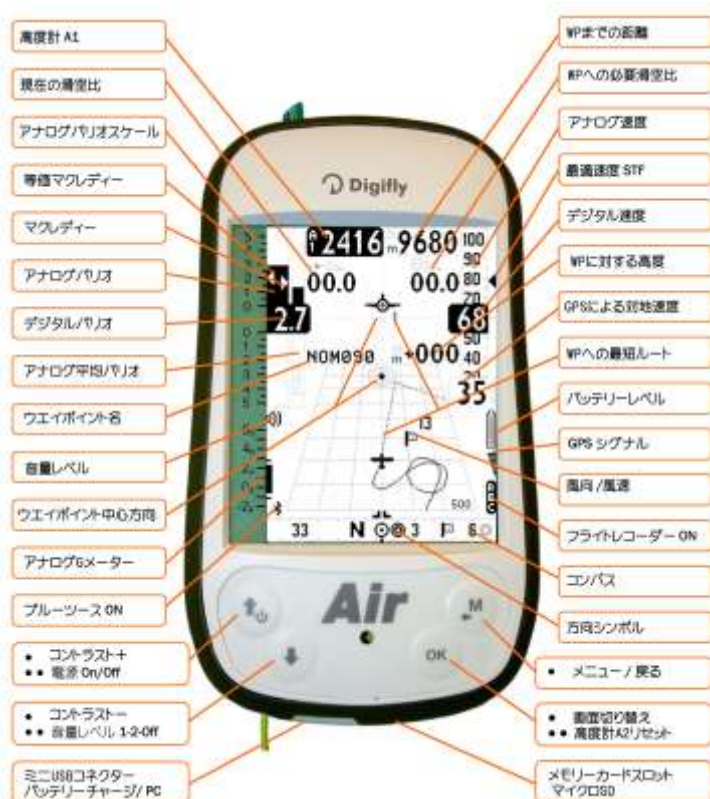 高度計 A1
現在の滑空比
アナログバリオスケール
等価マクレディー
マクレディー
アナログバリオ
デジタルバリオ
アナログ平均バリオ
ウエイポイント名
音量レベル
ウエイポイント中心方向
アナログGメーター
ブルーツース ON
• コントラスト＋
•• 電源 On/Off
• コントラストー
•• 音量レベル 1-2-Off
ミニUSBコネクター
バッテリーチャージ/ PC
Digifly
A1 2416 m 9680 100
90
00.0 00.0 80
70
2.7 68
50
NOM090 m +000 40
35
13
500
REC
33 N 3 6
Air
M
OK
WPまでの距離
WPへの必要滑空比
アナログ速度
最適速度 STF
デジタル速度
WPに対する高度
GPSによる対地速度
WPへの最短ルート
バッテリーレベル
GPS シグナル
風向 /風速
フライトレコーダー ON
コンパス
方向シンボル
• メニュー / 戻る
• 画面切り替え
•• 高度計A2リセット
メモリーカードスロット
マイクロSD